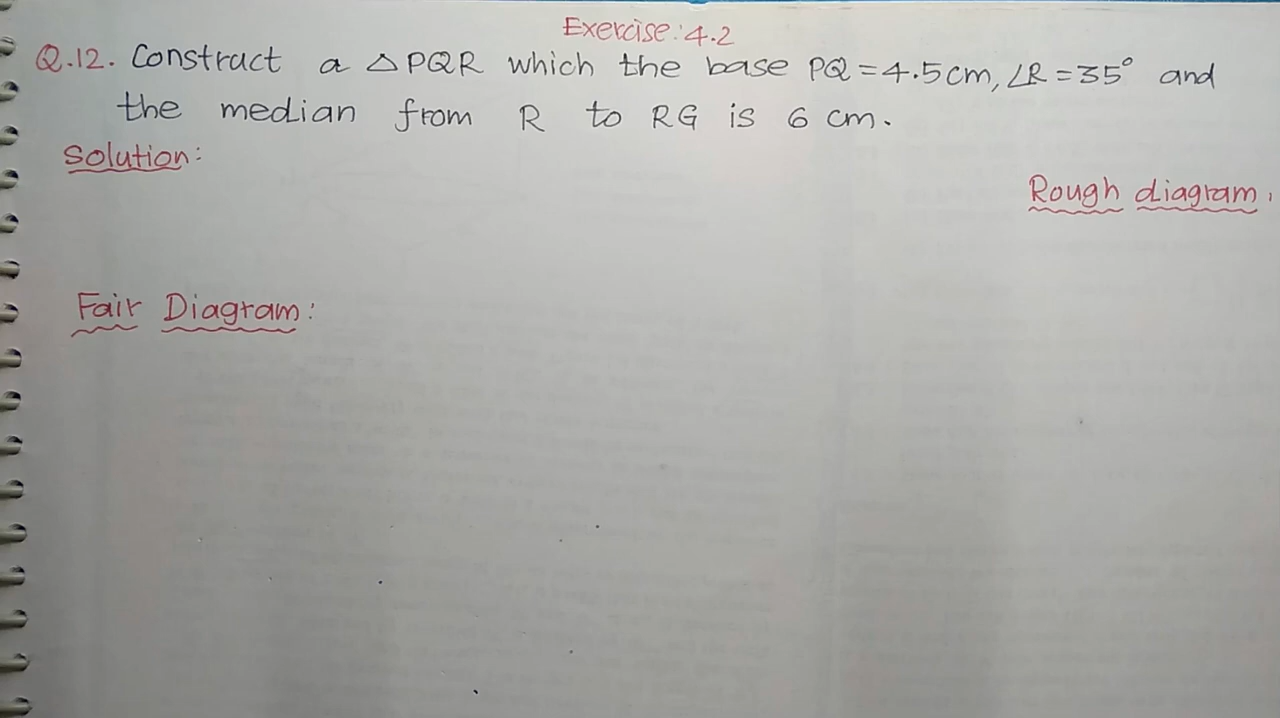 Exercise: 4.2
Q.12. Construct a △PQR which the base PQ = 4.5cm, ∠R = 35° and
the median from R to RG is 6 cm.
Solution:
Rough diagram.
Fair Diagram: